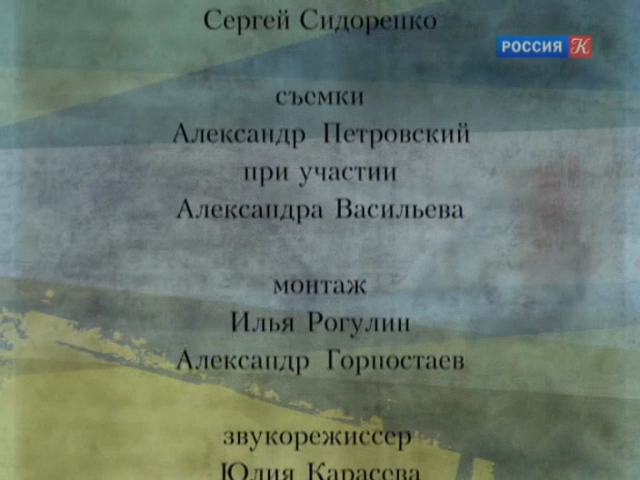 Сергей Сидоренко
РОССИЯ К
съемки
Александр Петровский
при участии
Александра Васильева
монтаж
Илья Рогулин
Александр Горностаев
звукорежиссер
Юлия Карасева